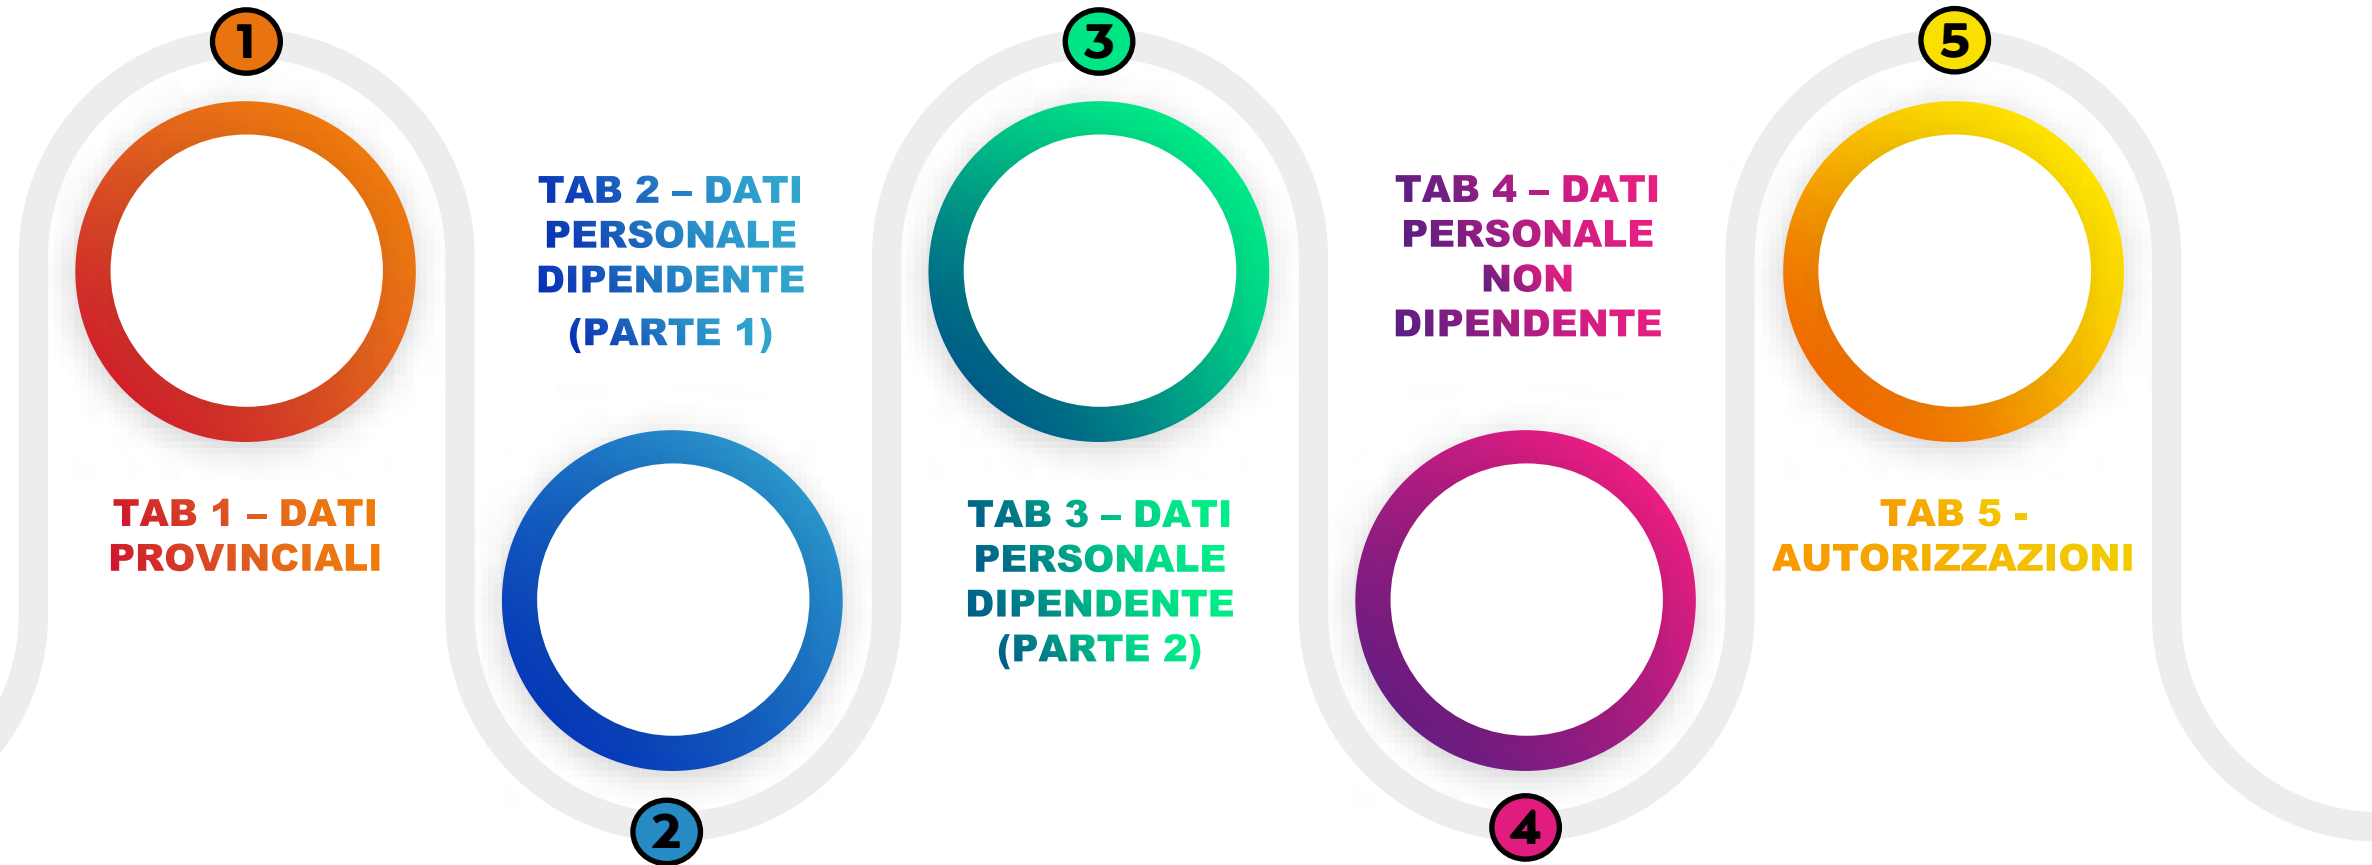 1
TAB 1 – DATI
PROVINCIALI
TAB 2 – DATI
PERSONALE
DIPENDENTE
(PARTE 1)
2
3
TAB 3 – DATI
PERSONALE
DIPENDENTE
(PARTE 2)
TAB 4 – DATI
PERSONALE
NON
DIPENDENTE
4
5
TAB 5 -
AUTORIZZAZIONI